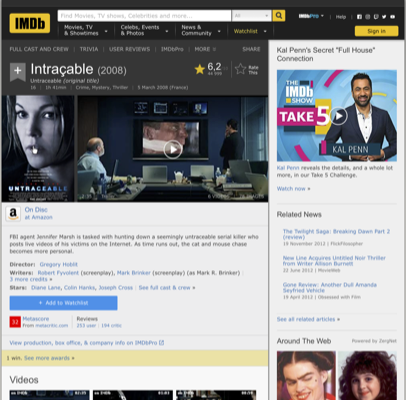 IMDb
Find Movies, TV shows, Celebrities and more...
All
IMDbPro
Help
Movies, TV
& Showtimes
Celebs, Events
& Photos
News &
Community
Watchlist
Sign in
FULL CAST AND CREW | TRIVIA | USER REVIEWS | IMDbPro | MORE
SHARE
Intraçable (2008)
Untraceable (original title)
16 | 1h 41min | Crime, Mystery, Thriller | 5 March 2008 (France)
6,2
Rate
This
UNTRACEABLE
On Disc
at Amazon
FBI agent Jennifer Marsh is tasked with hunting down a seemingly untraceable serial killer who
posts live videos of his victims on the Internet. As time runs out, the cat and mouse chase
becomes more personal.
Director: Gregory Hoblit
Writers: Robert Fyvolent (screenplay), Mark Brinker (screenplay) (as Mark R. Brinker) |
3 more credits »
Stars: Diane Lane, Colin Hanks, Joseph Cross | See full cast & crew »
+ Add to Watchlist
32
Metascore
From metacritic.com
Reviews
253 user | 194 critic
View production, box office, & company info on IMDbPro
1 win. See more awards »
Videos
Kal Penn's Secret "Full House"
Connection
THE
IMDb
SHOW
TAKE 5
KAL PENN
Kal Penn reveals the details, and a whole lot
more, in our Take 5 Challenge.
Watch now »
Related News
The Twilight Saga: Breaking Dawn Part 2
(review)
19 November 2012 | FlickFilosopher
New Line Acquires Untitled Noir Thriller
from Writer Allison Burnett
22 June 2012 | MovieWeb
Gone Review: Another Dull Amanda
Seyfried Vehicle
19 April 2012 | Obsessed with Film
See all related articles »
Around The Web
Powered by ZergNet